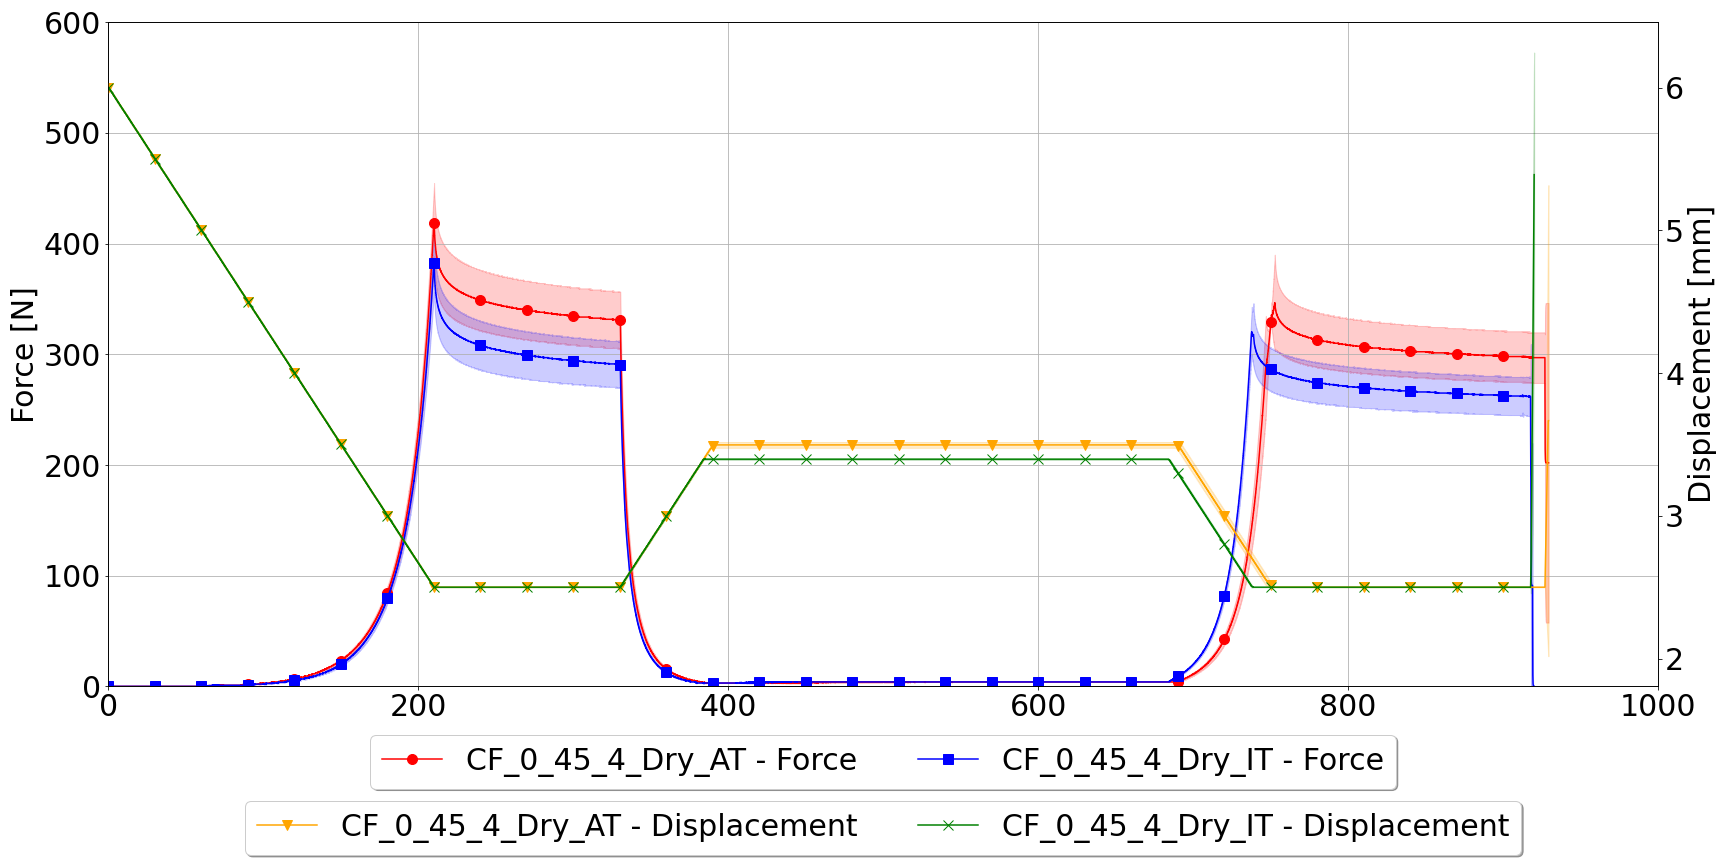 600
500
400
300
200
100
0
Force [N]
6
5
4
3
2
Displacement [mm]
0 200 400 600 800 1000
CF_0_45_4_Dry_AT - Force CF_0_45_4_Dry_IT - Force
CF_0_45_4_Dry_AT - Displacement CF_0_45_4_Dry_IT - Displacement